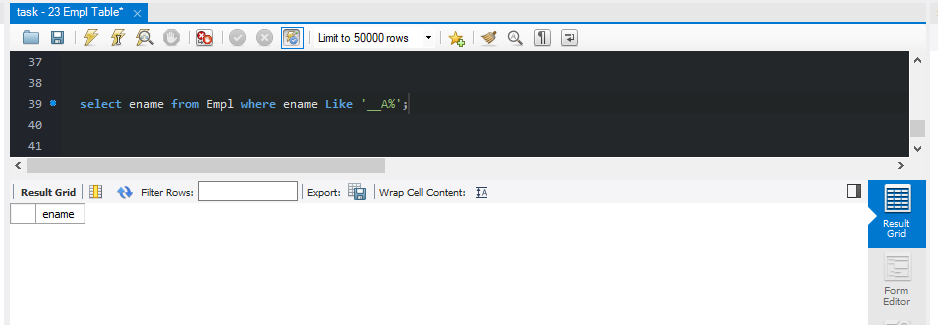 task - 23 Empl Table*
Limit to 50000 rows
37
38
39 select ename from Empl where ename Like '__A%';
40
41
Result Grid Filter Rows: Export: Wrap Cell Content:
ename
Result
Grid
Form
Editor